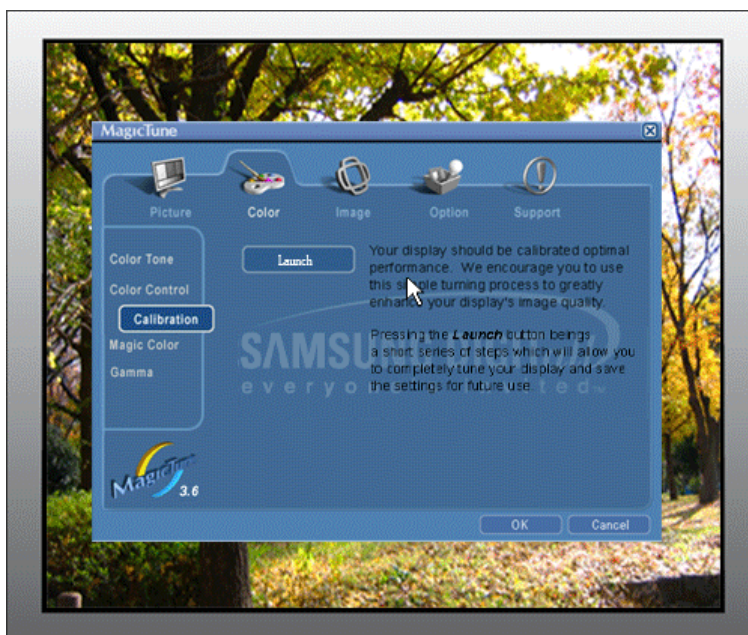 MagicTune
Picture
Color
Image
Option
Support
Color Tone
Color Control
Calibration
Magic Color
Gamma
Launch
Your display should be calibrated optimal
performance. We encourage you to use
this simple turning process to greatly
enhance your display's image quality.
Pressing the Launch button beings
a short series of steps which will allow you
to completely tune your display and save
the settings for future use
MagicTune
3.6
OK
Cancel